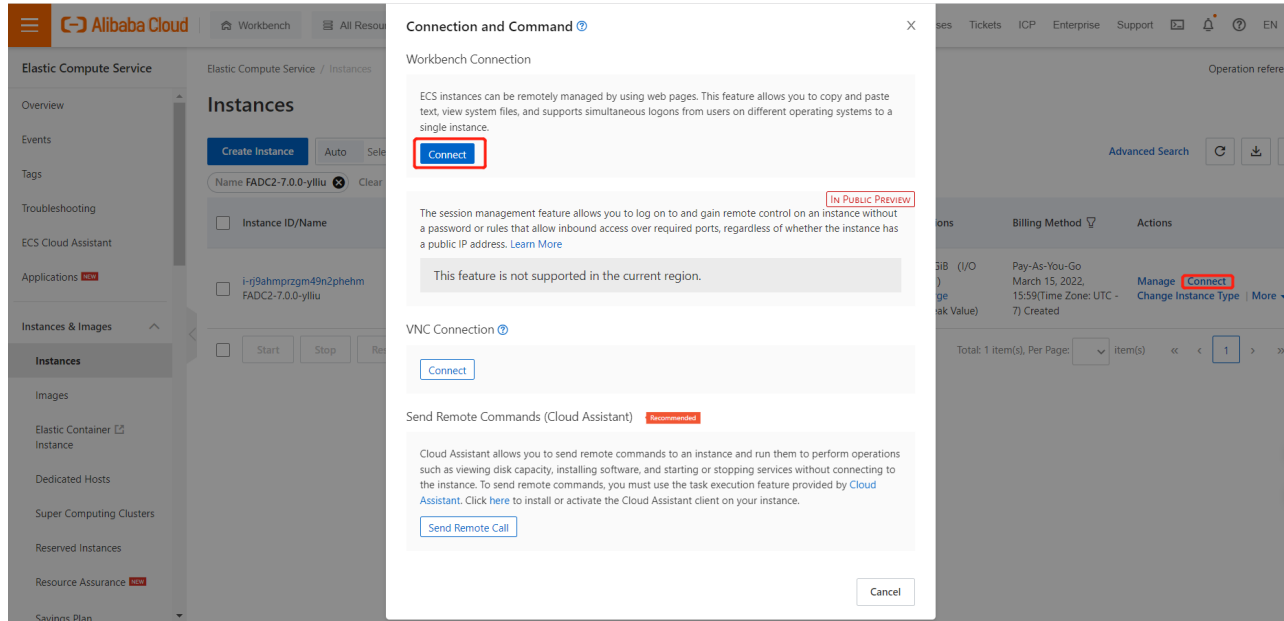 Alibaba Cloud
Workbench
All Resou
ses
Tickets
ICP
Enterprise
Support
EN
Elastic Compute Service
Overview
Events
Tags
Troubleshooting
ECS Cloud Assistant
Applications NEW
Instances & Images
Instances
Images
Elastic Container
Instance
Dedicated Hosts
Super Computing Clusters
Reserved Instances
Resource Assurance NEW
Savings Plan
Elastic Compute Service / Instances
Operation refere
Instances
Create Instance
Auto
Sele
Advanced Search
Name FADC2-7.0.0-ylliu
Clear
Instance ID/Name
ons
Billing Method
Actions
i-rj9ahmprzgm49n2phehm
FADC2-7.0.0-ylliu
GiB (I/O
)
ge
eak Value)
Pay-As-You-Go
March 15, 2022,
15:59(Time Zone: UTC -
7) Created
Manage Connect
Change Instance Type | More
Start
Stop
Res
Total: 1 item(s), Per Page:
item(s)
« ‹ 1 › »
Connection and Command
Workbench Connection
ECS instances can be remotely managed by using web pages. This feature allows you to copy and paste
text, view system files, and supports simultaneous logons from users on different operating systems to a
single instance.
Connect
IN PUBLIC PREVIEW
The session management feature allows you to log on to and gain remote control on an instance without
a password or rules that allow inbound access over required ports, regardless of whether the instance has
a public IP address. Learn More
This feature is not supported in the current region.
VNC Connection
Connect
Send Remote Commands (Cloud Assistant) Recommended
Cloud Assistant allows you to send remote commands to an instance and run them to perform operations
such as viewing disk capacity, installing software, and starting or stopping services without connecting to
the instance. To send remote commands, you must use the task execution feature provided by Cloud
Assistant. Click here to install or activate the Cloud Assistant client on your instance.
Send Remote Call
Cancel